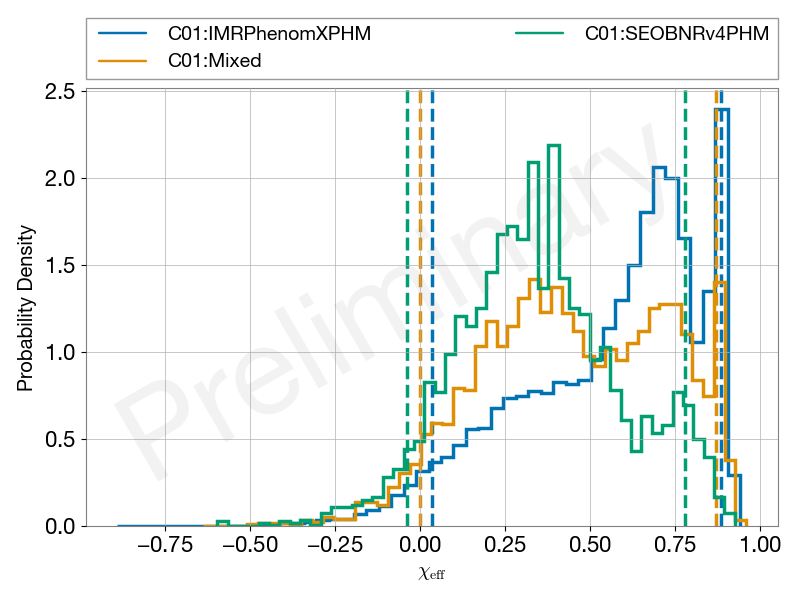 C01:IMRPhenomXPHM
C01:Mixed
C01:SEOBNRv4PHM
2.5
2.0
1.5
1.0
0.5
0.0
Probability Density
Preliminary
−0.75 −0.50 −0.25 0.00 0.25 0.50 0.75 1.00
χeff